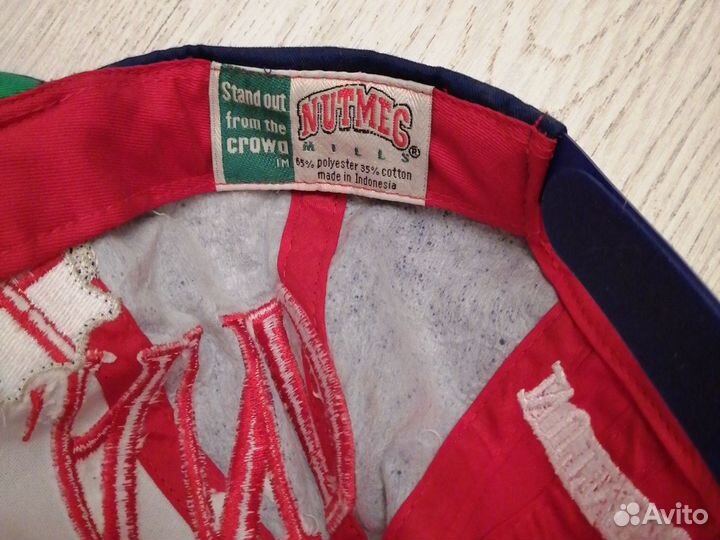 Stand out
from the
crowd
TM
NUTMEG
MILLS®
65% polyester 35% cotton
made in Indonesia
Avito